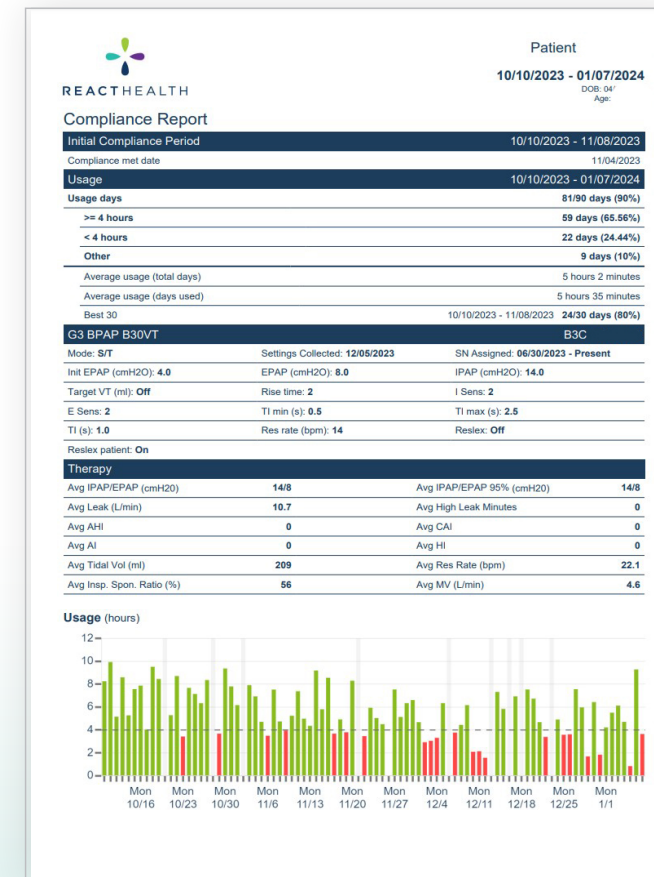 Patient
REACTHEALTH
10/10/2023 - 01/07/2024
DOB: 04/
Age:
Compliance Report
Initial Compliance Period 10/10/2023 - 11/08/2023
Compliance met date 11/04/2023
Usage 10/10/2023 - 01/07/2024
Usage days 81/90 days (90%)
>= 4 hours 59 days (65.56%)
< 4 hours 22 days (24.44%)
Other 9 days (10%)
Average usage (total days) 5 hours 2 minutes
Average usage (days used) 5 hours 35 minutes
Best 30 10/10/2023 - 11/08/2023 24/30 days (80%)
G3 BPAP B30VT B3C
Mode: S/T Settings Collected: 12/05/2023 SN Assigned: 06/30/2023 - Present
Init EPAP (cmH2O): 4.0 EPAP (cmH2O): 8.0 IPAP (cmH2O): 14.0
Target VT (ml): Off Rise time: 2 I Sens: 2
E Sens: 2 TI min (s): 0.5 TI max (s): 2.5
TI (s): 1.0 Res rate (bpm): 14 Reslex: Off
Reslex patient: On
Therapy
Avg IPAP/EPAP (cmH20) 14/8 Avg IPAP/EPAP 95% (cmH20) 14/8
Avg Leak (L/min) 10.7 Avg High Leak Minutes 0
Avg AHI 0 Avg CAI 0
Avg AI 0 Avg HI 0
Avg Tidal Vol (ml) 209 Avg Res Rate (bpm) 22.1
Avg Insp. Spon. Ratio (%) 56 Avg MV (L/min) 4.6
Usage (hours)
12
10
8
6
4
2
0
Mon Mon Mon Mon Mon Mon Mon Mon Mon Mon Mon Mon
10/16 10/23 10/30 11/6 11/13 11/20 11/27 12/4 12/11 12/18 12/25 1/1